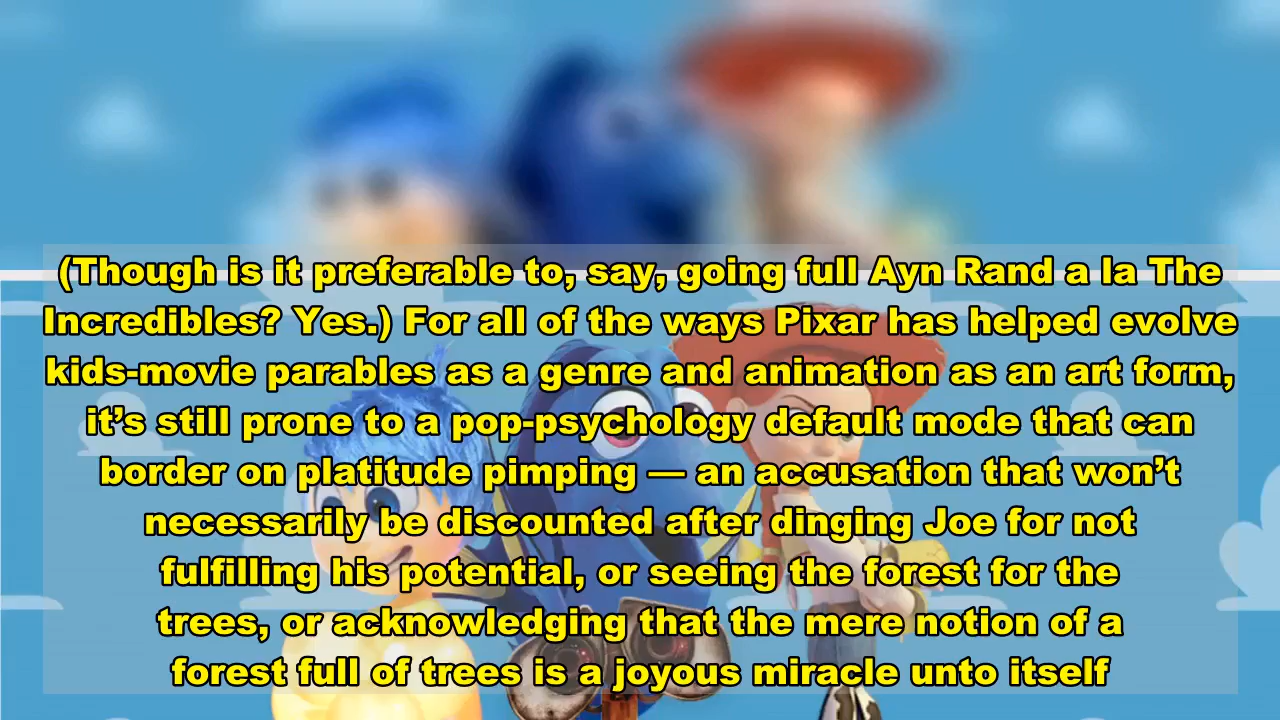 (Though is it preferable to, say, going full Ayn Rand a la The
Incredibles? Yes.) For all of the ways Pixar has helped evolve
kids-movie parables as a genre and animation as an art form,
it’s still prone to a pop-psychology default mode that can
border on platitude pimping — an accusation that won’t
necessarily be discounted after dinging Joe for not
fulfilling his potential, or seeing the forest for the
trees, or acknowledging that the mere notion of a
forest full of trees is a joyous miracle unto itself